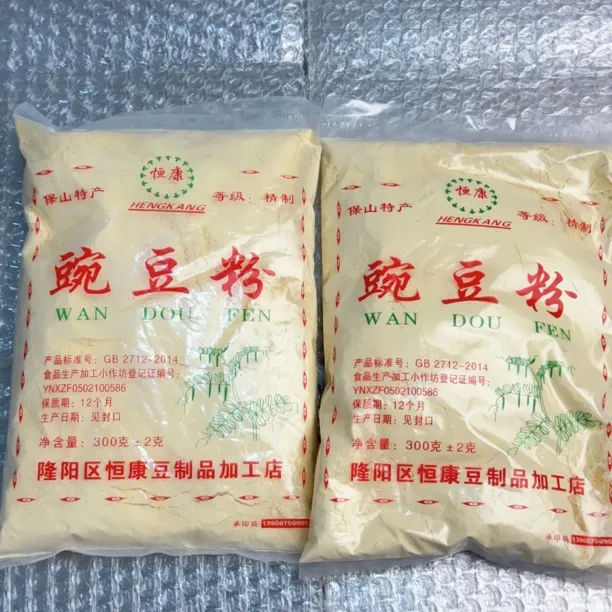 恒康
保山特产
HENGKANG
等级：精制
豌豆粉
WAN DOU FEN
产品标准号：GB 2712-2014
食品生产加工小作坊登记证编号：
YNXZF0502100586
保质期：12个月
生产日期：见封口
净含量：300克±2克
隆阳区恒康豆制品加工店
承印商：
恒康
保山特产
HENGKANG
等级：精制
豌豆粉
WAN DOU FEN
产品标准号：GB 2712-2014
食品生产加工小作坊登记证编号：
YNXZF0502100586
保质期：12个月
生产日期：见封口
净含量：300克±2克
隆阳区恒康豆制品加工店
承印商：